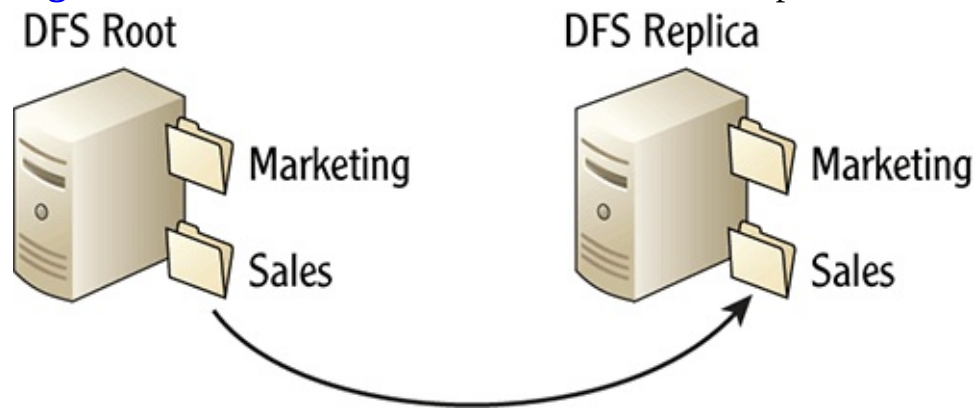 DFS Root
DFS Replica
Marketing
Marketing
Sales
Sales